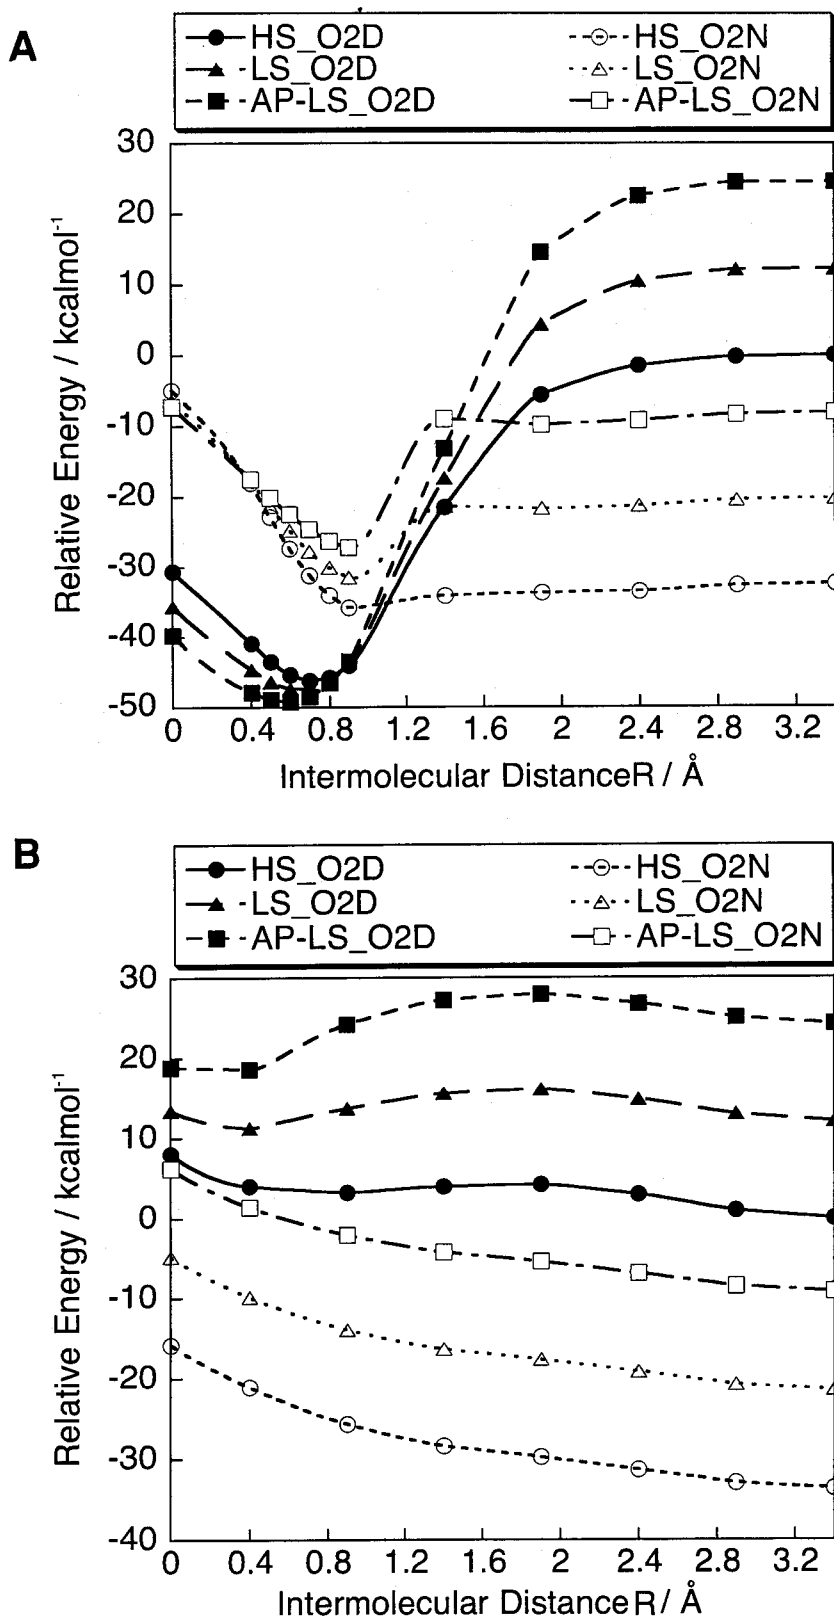 A
HS_O2D HS_O2N
LS_O2D LS_O2N
AP-LS_O2D AP-LS_O2N
30
20
10
0
-10
-20
-30
-40
-50
Relative Energy / kcalmol-1
0 0.4 0.8 1.2 1.6 2 2.4 2.8 3.2
Intermolecular DistanceR / Å
B
HS_O2D HS_O2N
LS_O2D LS_O2N
AP-LS_O2D AP-LS_O2N
30
20
10
0
-10
-20
-30
-40
Relative Energy / kcalmol-1
0 0.4 0.8 1.2 1.6 2 2.4 2.8 3.2
Intermolecular DistanceR / Å